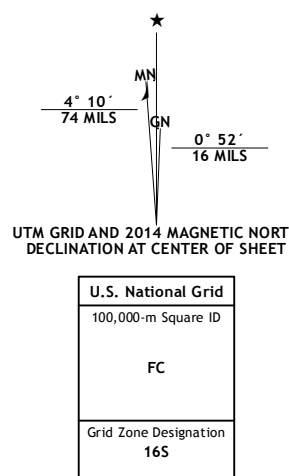 ★
MN
4° 10´
74 MILS
GN
0° 52´
16 MILS
UTM GRID AND 2014 MAGNETIC NORT
DECLINATION AT CENTER OF SHEET
U.S. National Grid
100,000-m Square ID
FC
Grid Zone Designation
16S